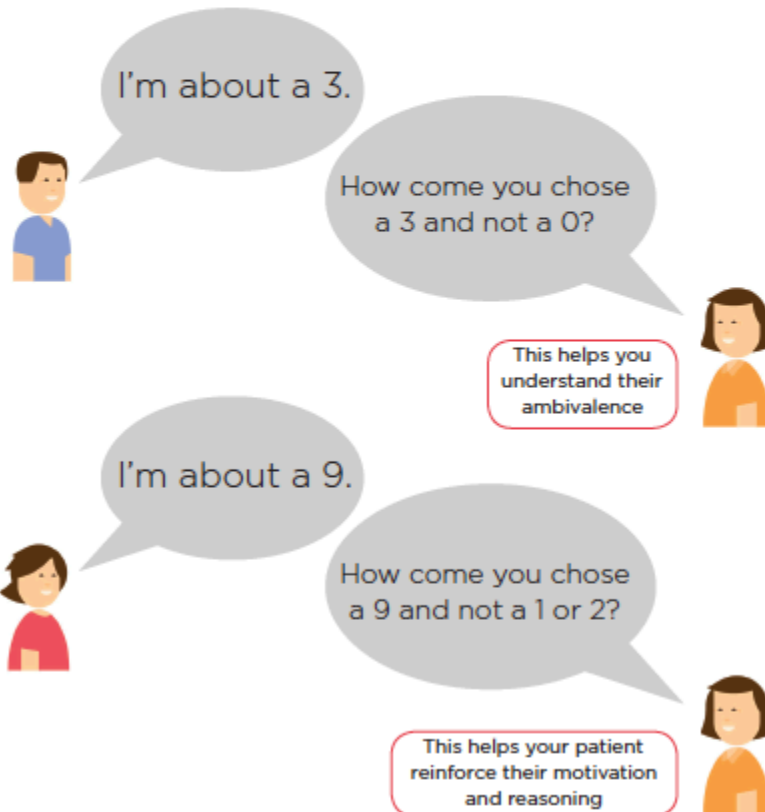 I'm about a 3.
How come you chose
a 3 and not a 0?
This helps you
understand their
ambivalence
I'm about a 9.
How come you chose
a 9 and not a 1 or 2?
This helps your patient
reinforce their motivation
and reasoning